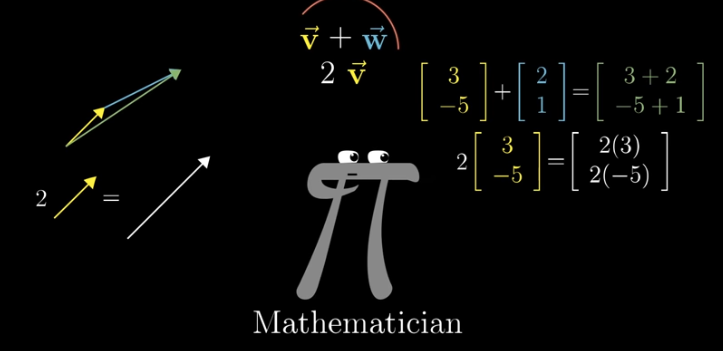 v⃗ + w⃗
2 v⃗
[3 −5] + [2 1] = [3 + 2 −5 + 1]
2 [3 −5] = [2(3) 2(−5)]
2 =
Mathematician